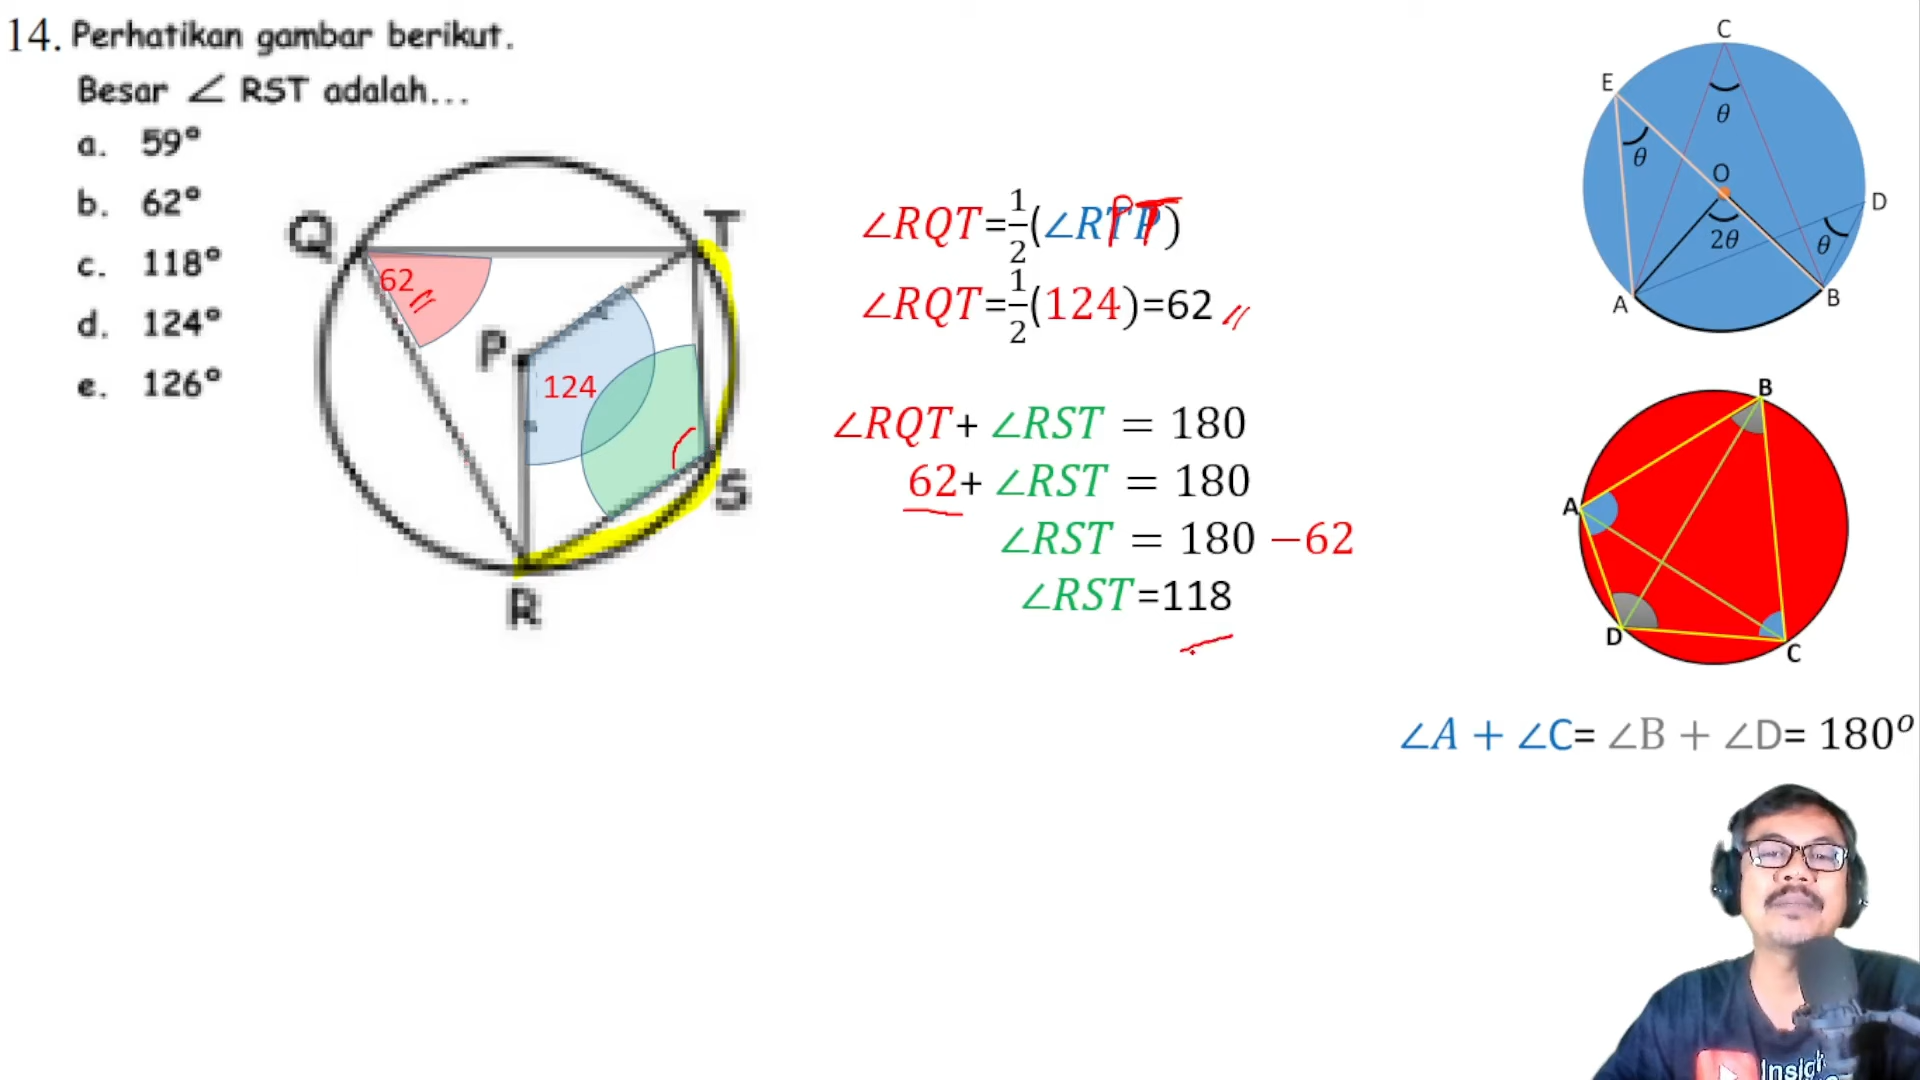 14. Perhatikan gambar berikut.
Besar ∠ RST adalah...
a. 59°
b. 62°
c. 118°
d. 124°
e. 126°
Q
T
62
P
124
S
R
∠RQT=1/2(∠RPT)
∠RQT=1/2(124)=62
∠RQT+ ∠RST = 180
62+ ∠RST = 180
∠RST = 180 −62
∠RST=118
C
E
θ
θ
O
D
2θ
θ
A
B
B
A
D
C
∠A + ∠C= ∠B + ∠D= 180°